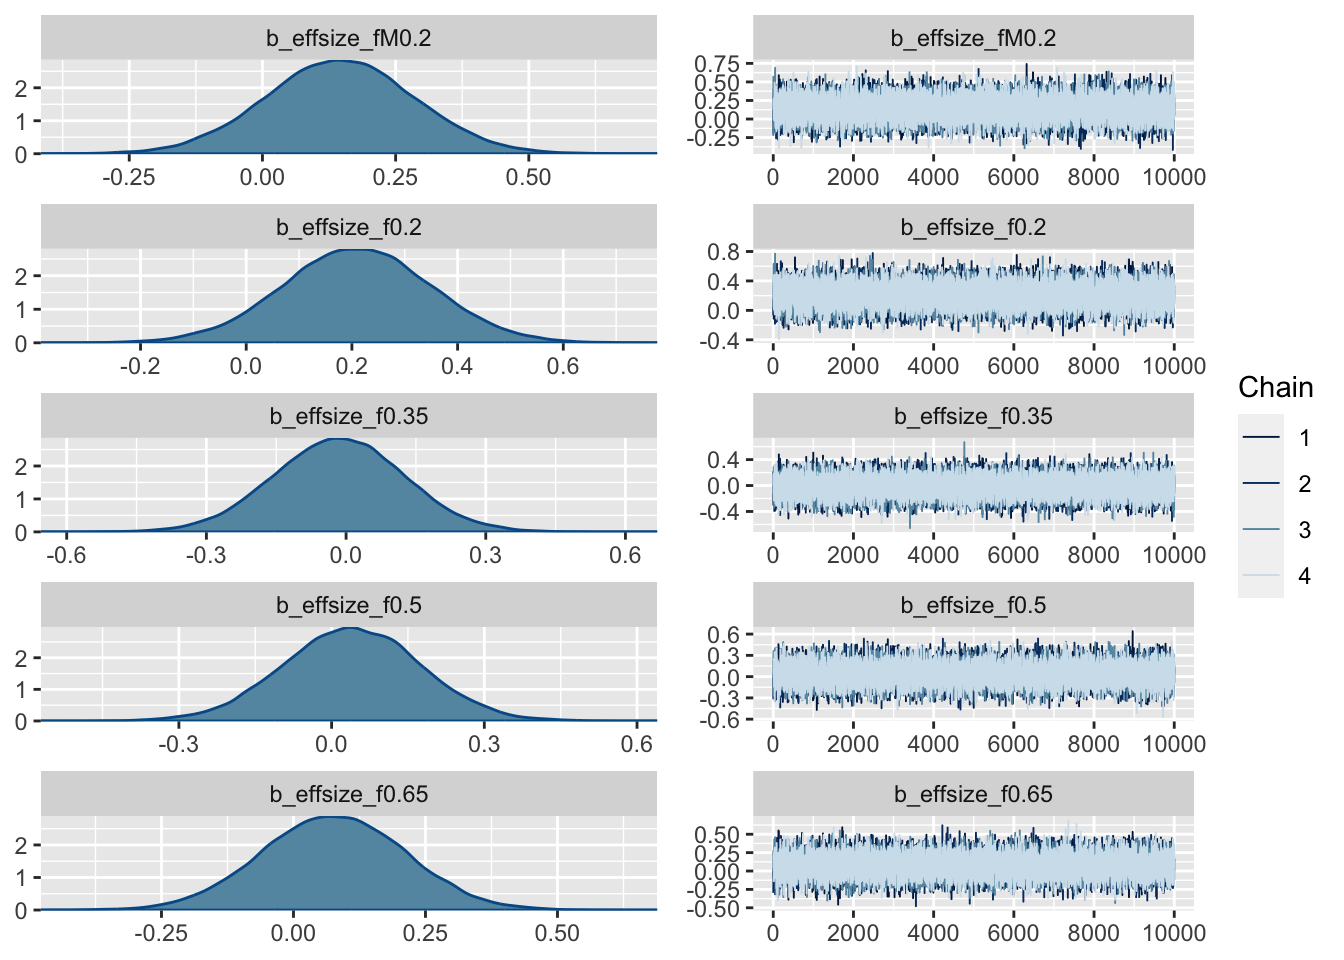 b_effsize_fM0.2
2
1
0
-0.25 0.00 0.25 0.50
b_effsize_fM0.2
0.75
0.50
0.25
0.00
-0.25
0 2000 4000 6000 8000 10000
b_effsize_f0.2
2
1
0
-0.2 0.0 0.2 0.4 0.6
b_effsize_f0.2
0.8
0.4
0.0
-0.4
0 2000 4000 6000 8000 10000
b_effsize_f0.35
2
1
0
-0.6 -0.3 0.0 0.3 0.6
b_effsize_f0.35
0.4
0.0
-0.4
0 2000 4000 6000 8000 10000
b_effsize_f0.5
2
1
0
-0.3 0.0 0.3 0.6
b_effsize_f0.5
0.6
0.3
0.0
-0.3
-0.6
0 2000 4000 6000 8000 10000
b_effsize_f0.65
2
1
0
-0.25 0.00 0.25 0.50
b_effsize_f0.65
0.50
0.25
0.00
-0.25
-0.50
0 2000 4000 6000 8000 10000
Chain
1
2
3
4